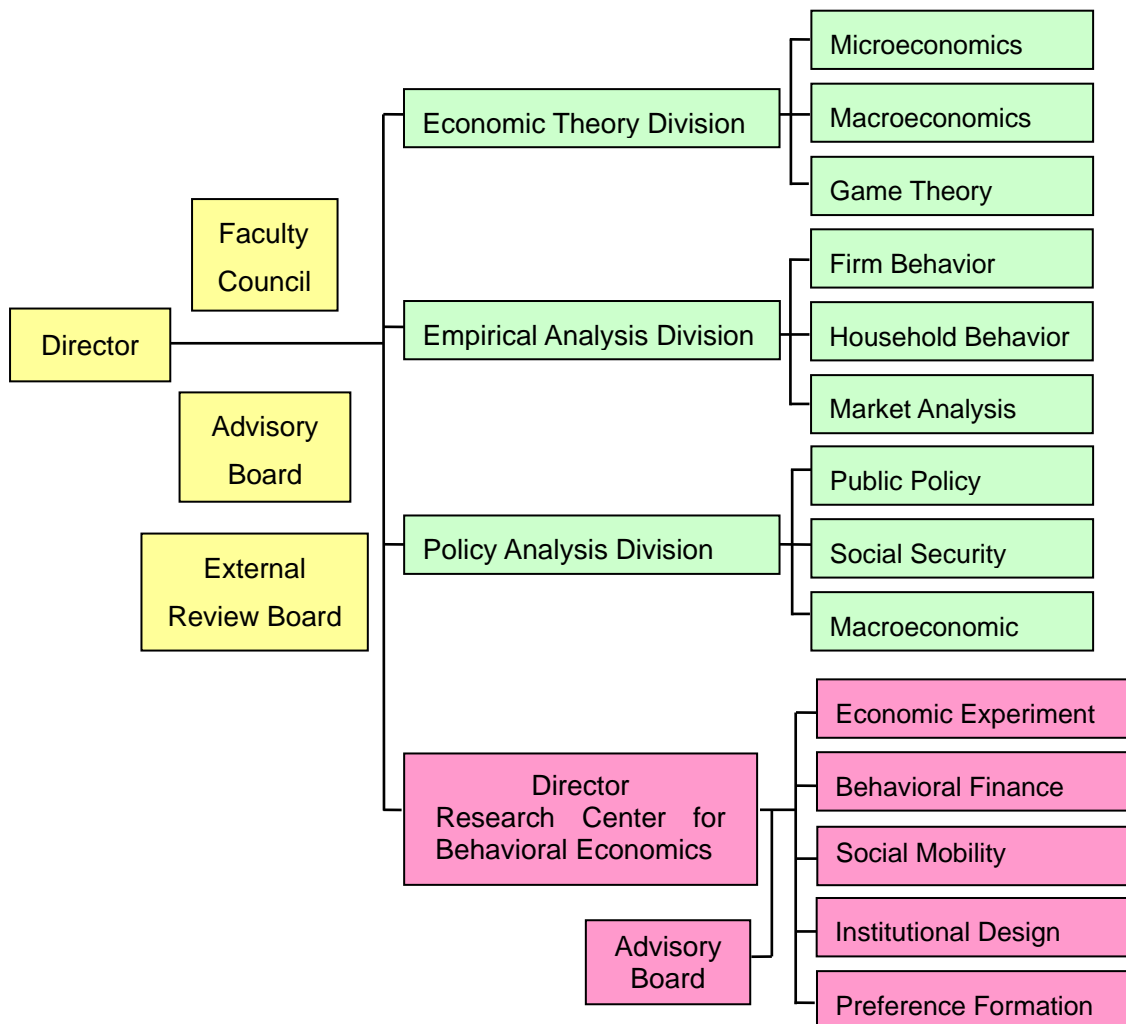 Director
Faculty
Council
Advisory
Board
External
Review Board
Economic Theory Division
Microeconomics
Macroeconomics
Game Theory
Empirical Analysis Division
Firm Behavior
Household Behavior
Market Analysis
Policy Analysis Division
Public Policy
Social Security
Macroeconomic
Director
Research Center for
Behavioral Economics
Advisory
Board
Economic Experiment
Behavioral Finance
Social Mobility
Institutional Design
Preference Formation